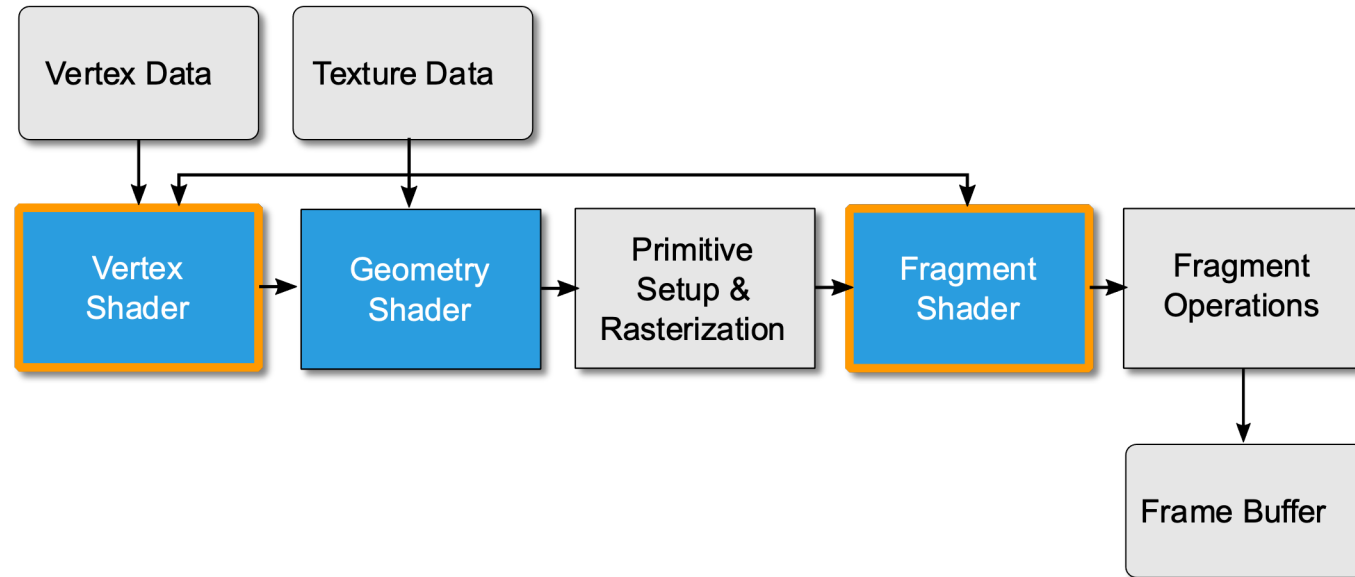 Vertex Data
Texture Data
Vertex
Shader
Geometry
Shader
Primitive
Setup &
Rasterization
Fragment
Shader
Fragment
Operations
Frame Buffer